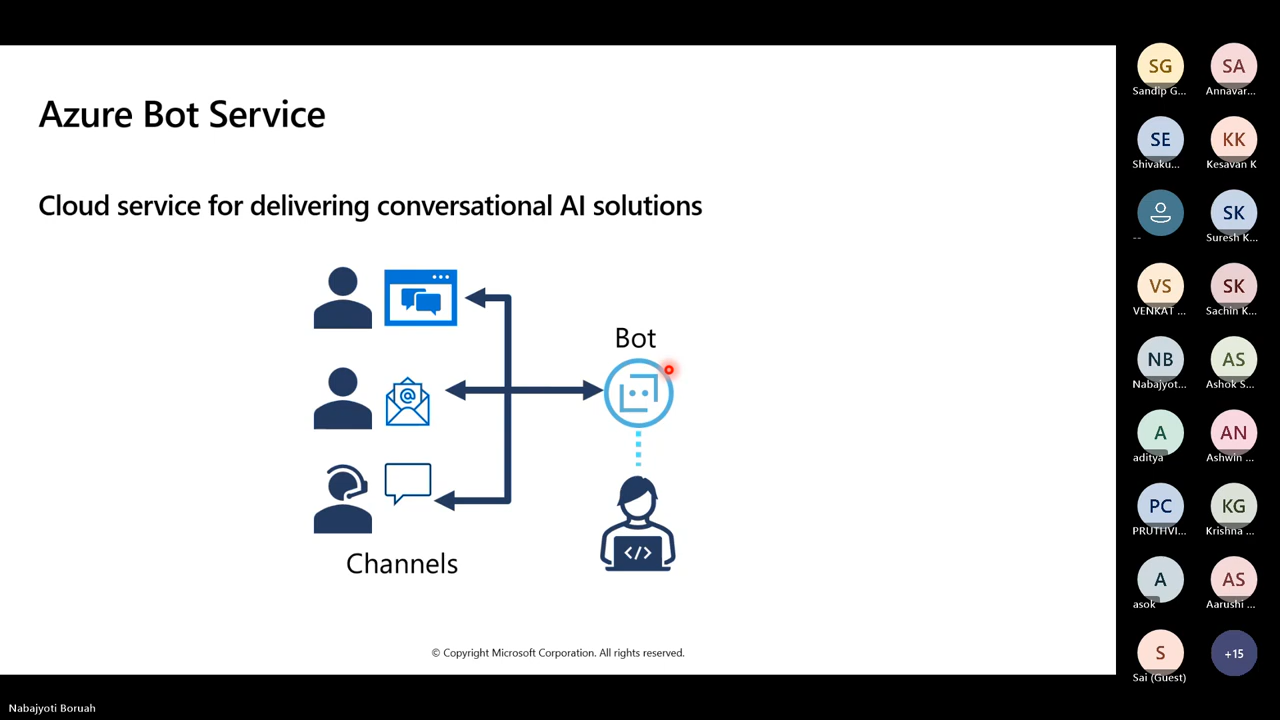 Azure Bot Service
Cloud service for delivering conversational AI solutions
Bot
@
</>
Channels
© Copyright Microsoft Corporation. All rights reserved.
Nabajyoti Boruah
SG
Sandip G...
SA
Annavar...
SE
Shivaku...
KK
Kesavan K
--
SK
Suresh K...
VS
VENKAT ...
SK
Sachin K...
NB
Nabajyot...
AS
Ashok S...
A
aditya
AN
Ashwin ...
PC
PRUTHVI...
KG
Krishna ...
A
asok
AS
Aarushi ...
S
Sai (Guest)
+15